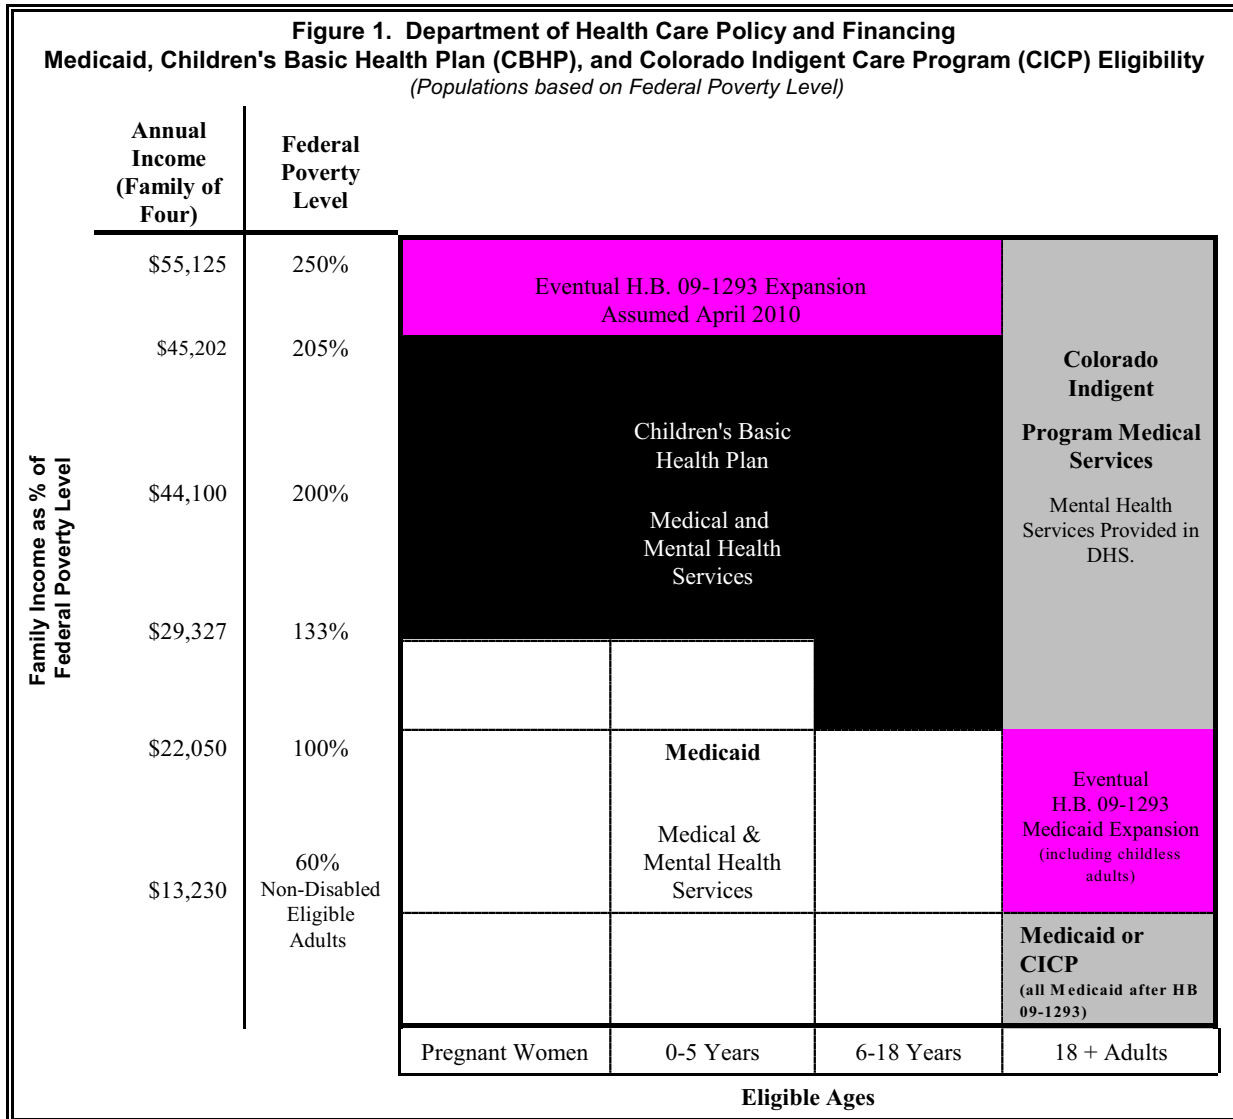 Figure 1.  Department of Health Care Policy and Financing
Medicaid, Children's Basic Health Plan (CBHP), and Colorado Indigent Care Program (CICP) Eligibility
(Populations based on Federal Poverty Level)
Annual
Income
(Family of
Four)
Federal
Poverty
Level
Family Income as % of
Federal Poverty Level
$55,125
250%
$45,202
205%
$44,100
200%
$29,327
133%
$22,050
100%
$13,230
60%
Non-Disabled
Eligible
Adults
Eventual H.B. 09-1293 Expansion
Assumed April 2010
Children's Basic
Health Plan
Medical and
Mental Health
Services
Colorado
Indigent
Program Medical
Services
Mental Health
Services Provided in
DHS.
Medicaid
Medical &
Mental Health
Services
Eventual
H.B. 09-1293
Medicaid Expansion
(including childless
adults)
Medicaid or
CICP
(all Medicaid after HB
09-1293)
Pregnant Women
0-5 Years
6-18 Years
18 + Adults
Eligible Ages